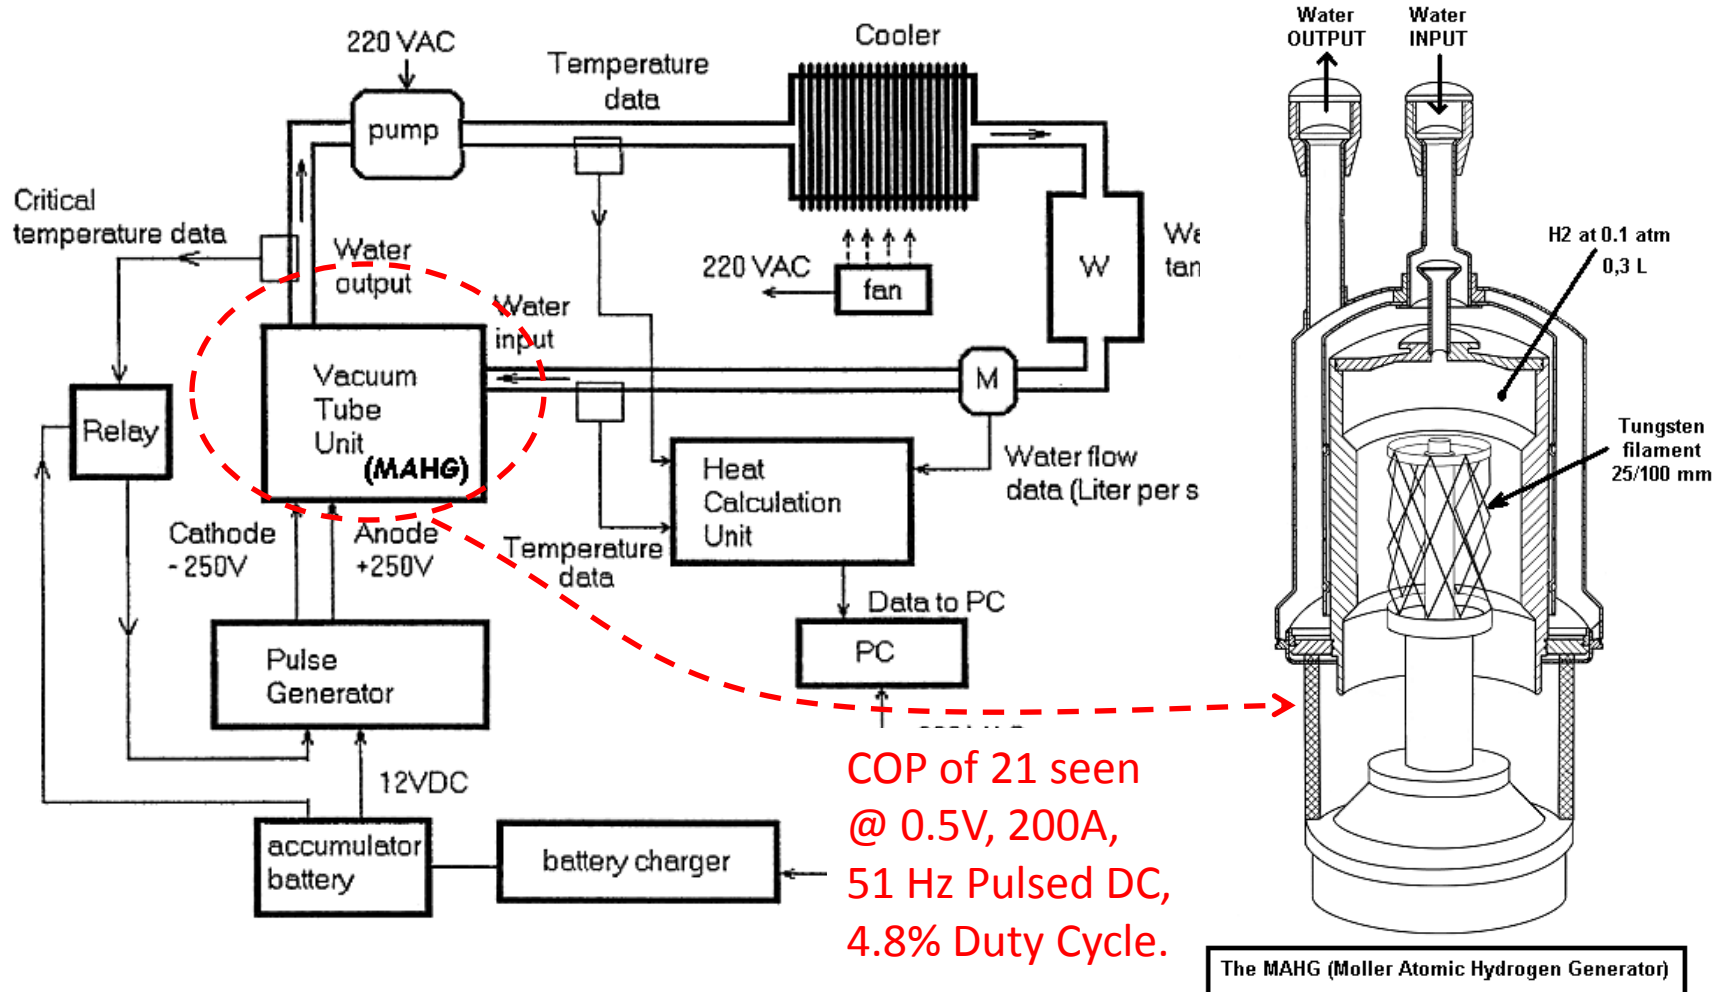 220 VAC
pump
Temperature
data
Cooler
Critical
temperature data
Water
output
220 VAC
fan
W
Water
input
Vacuum
Tube
Unit
(MAHG)
M
Relay
Heat
Calculation
Unit
Water flow
data (Liter per s
Cathode
- 250V
Anode
+250V
Temperature
data
Data to PC
PC
Pulse
Generator
12VDC
accumulator
battery
battery charger
COP of 21 seen
@ 0.5V, 200A,
51 Hz Pulsed DC,
4.8% Duty Cycle.
Water
OUTPUT
Water
INPUT
H2 at 0.1 atm
0,3 L
Tungsten
filament
25/100 mm
The MAHG (Moller Atomic Hydrogen Generator)